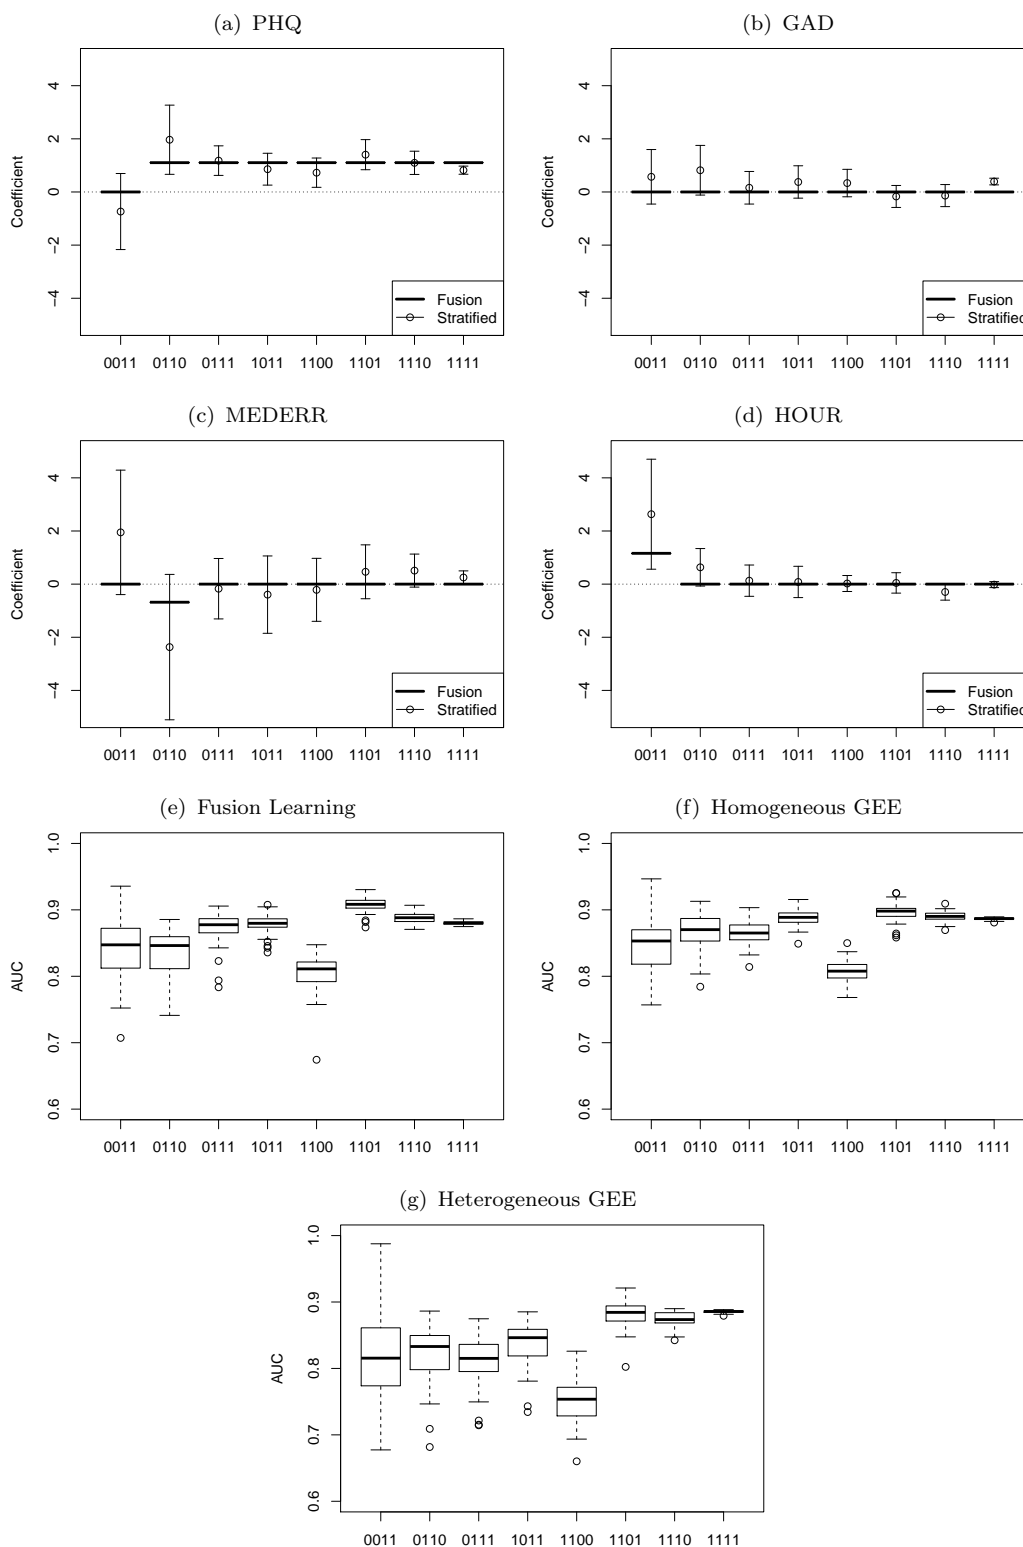 (a) PHQ
(b) GAD
Coefficient
4
2
0
−2
−4
Fusion
Stratified
0011 0110 0111 1011 1100 1101 1110 1111
Coefficient
4
2
0
−2
−4
Fusion
Stratified
0011 0110 0111 1011 1100 1101 1110 1111
(c) MEDERR
(d) HOUR
Coefficient
4
2
0
−2
−4
Fusion
Stratified
0011 0110 0111 1011 1100 1101 1110 1111
Coefficient
4
2
0
−2
−4
Fusion
Stratified
0011 0110 0111 1011 1100 1101 1110 1111
(e) Fusion Learning
(f) Homogeneous GEE
AUC
1.0
0.9
0.8
0.7
0.6
0011 0110 0111 1011 1100 1101 1110 1111
AUC
1.0
0.9
0.8
0.7
0.6
0011 0110 0111 1011 1100 1101 1110 1111
(g) Heterogeneous GEE
AUC
1.0
0.9
0.8
0.7
0.6
0011 0110 0111 1011 1100 1101 1110 1111